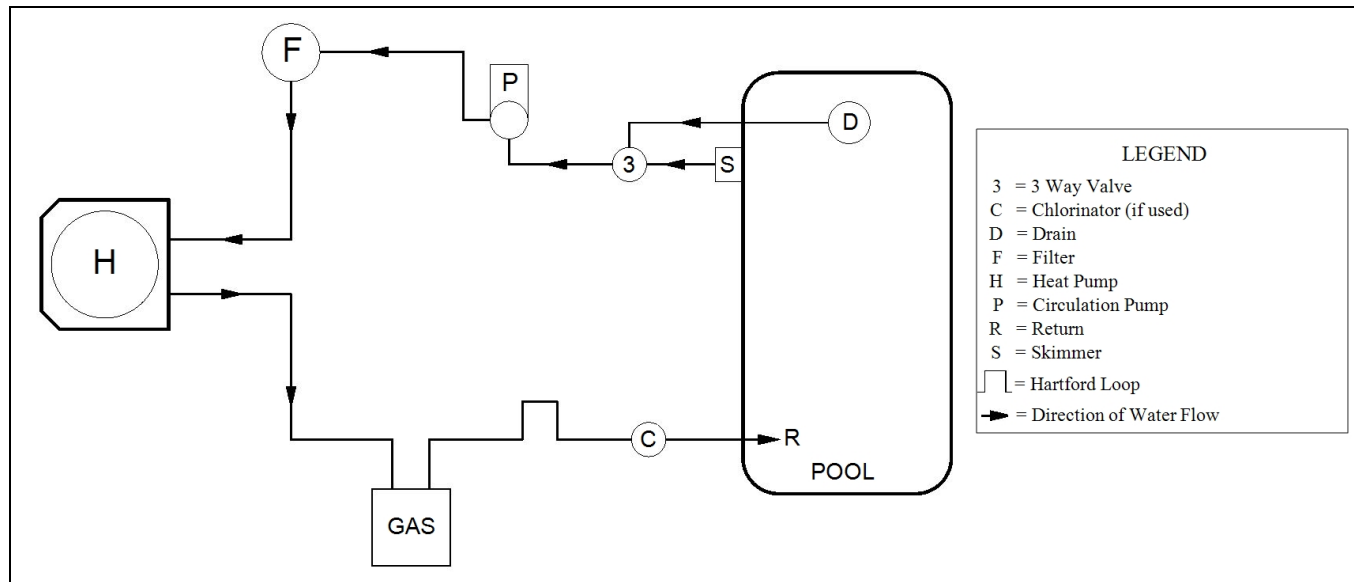 F
P
D
3
S
H
C
R
POOL
GAS
LEGEND
3 = 3 Way Valve
C = Chlorinator (if used)
D = Drain
F = Filter
H = Heat Pump
P = Circulation Pump
R = Return
S = Skimmer
= Hartford Loop
= Direction of Water Flow